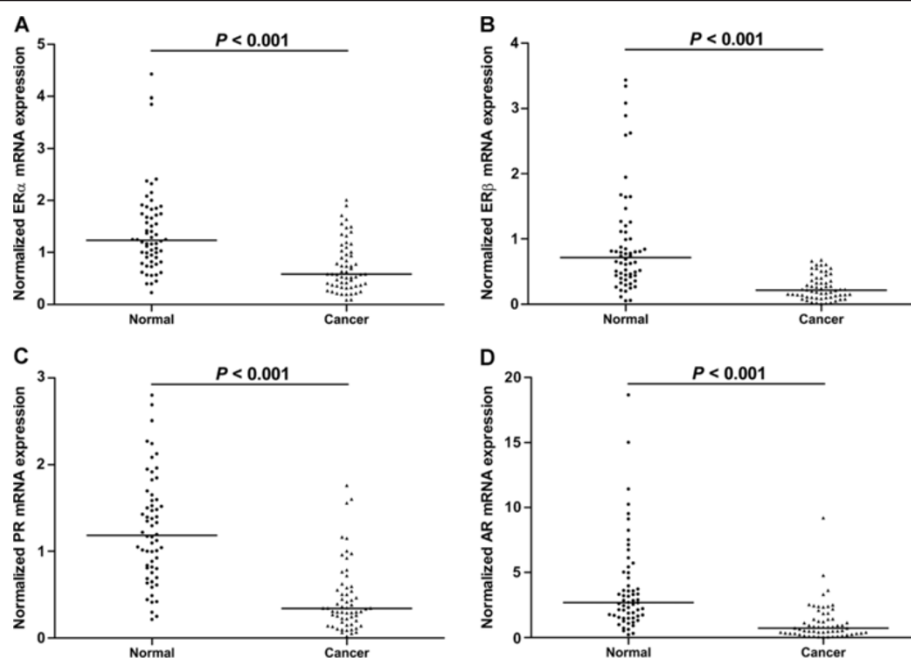 A
P < 0.001
Normalized ERα mRNA expression
5
4
3
2
1
0
Normal Cancer
B
P < 0.001
Normalized ERβ mRNA expression
4
3
2
1
0
Normal Cancer
C
P < 0.001
Normalized PR mRNA expression
3
2
1
0
Normal Cancer
D
P < 0.001
Normalized AR mRNA expression
20
15
10
5
0
Normal Cancer